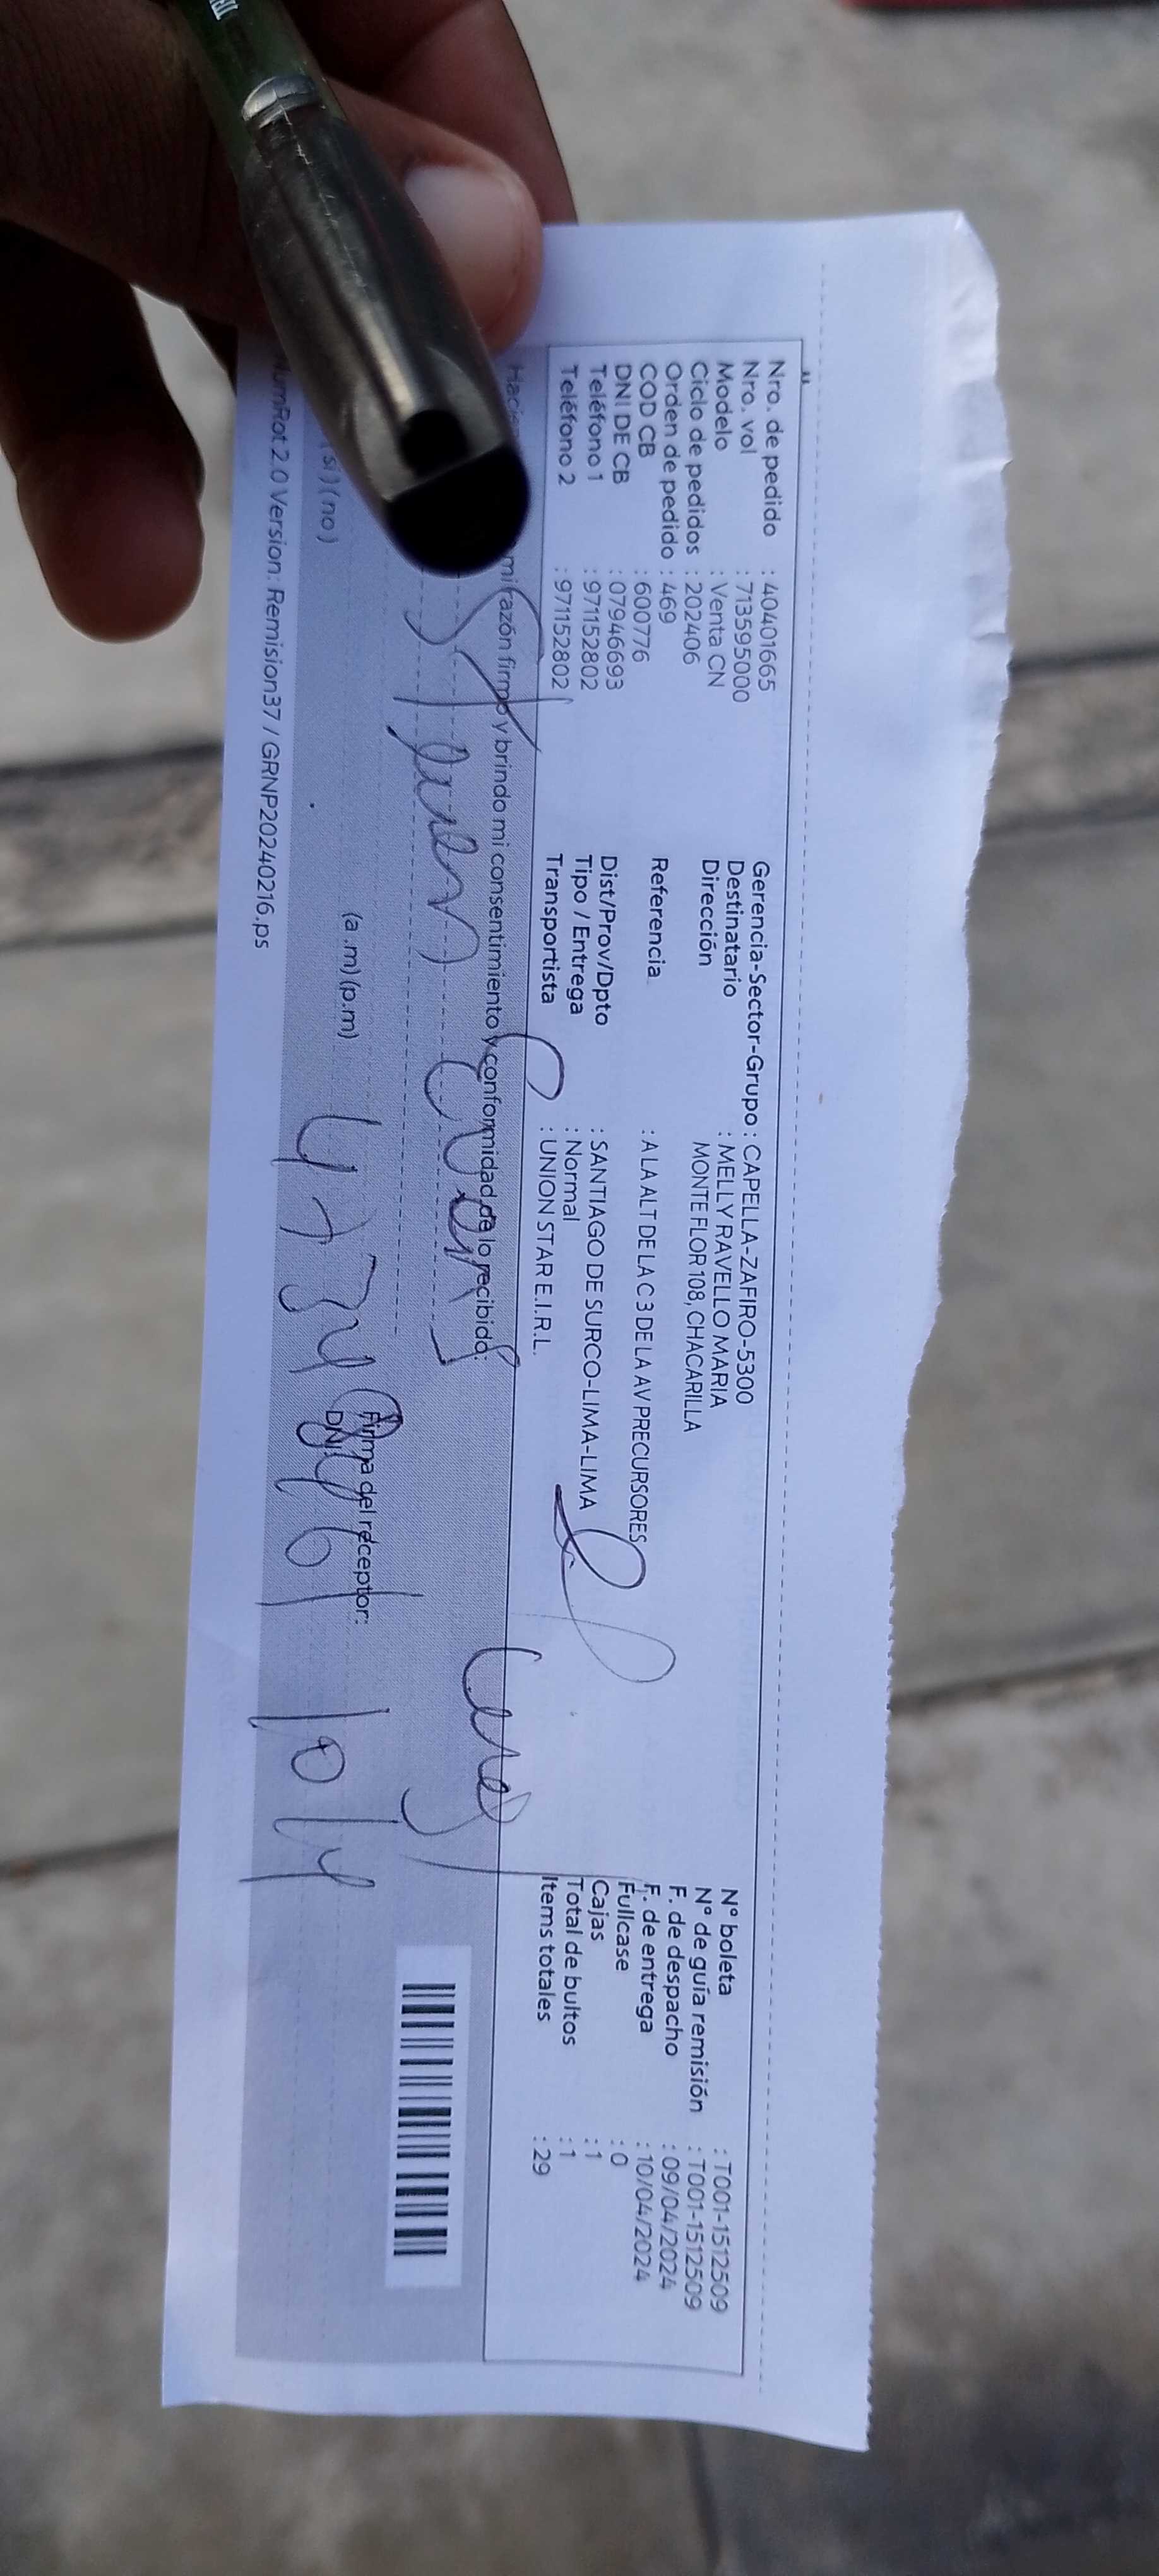 Nro. de pedido : 40401665
Nro. vol : 713595000
Modelo : Venta CN
Ciclo de pedidos : 202406
Orden de pedido : 469
COD CB : 600776
DNI DE CB : 07946693
Teléfono 1 : 971152802
Teléfono 2 : 971152802
Gerencia-Sector-Grupo : CAPELLA-ZAFIRO-5300
Destinatario : MELLY RAVELLO MARIA
Dirección MONTE FLOR 108, CHACARILLA
Referencia : A LA ALT DE LA C 3 DE LA AV PRECURSORES
Dist/Prov/Dpto : SANTIAGO DE SURCO-LIMA-LIMA
Tipo / Entrega : Normal
Transportista : UNION STAR E.I.R.L.
N° boleta : T001-1512509
N° de guía remisión : T001-1512509
F. de despacho : 09/04/2024
F. de entrega : 10/04/2024
Fullcase : 0
Cajas : 1
Total de bultos : 1
Items totales : 29
mi razón firmo y brindo mi consentimiento y conformidad de lo recibido:
(si) (no)
(a.m) (p.m)
Firma del receptor:
DNI
10/4
NumRot 2.0 Version: Remision37 / GRNP20240216.ps